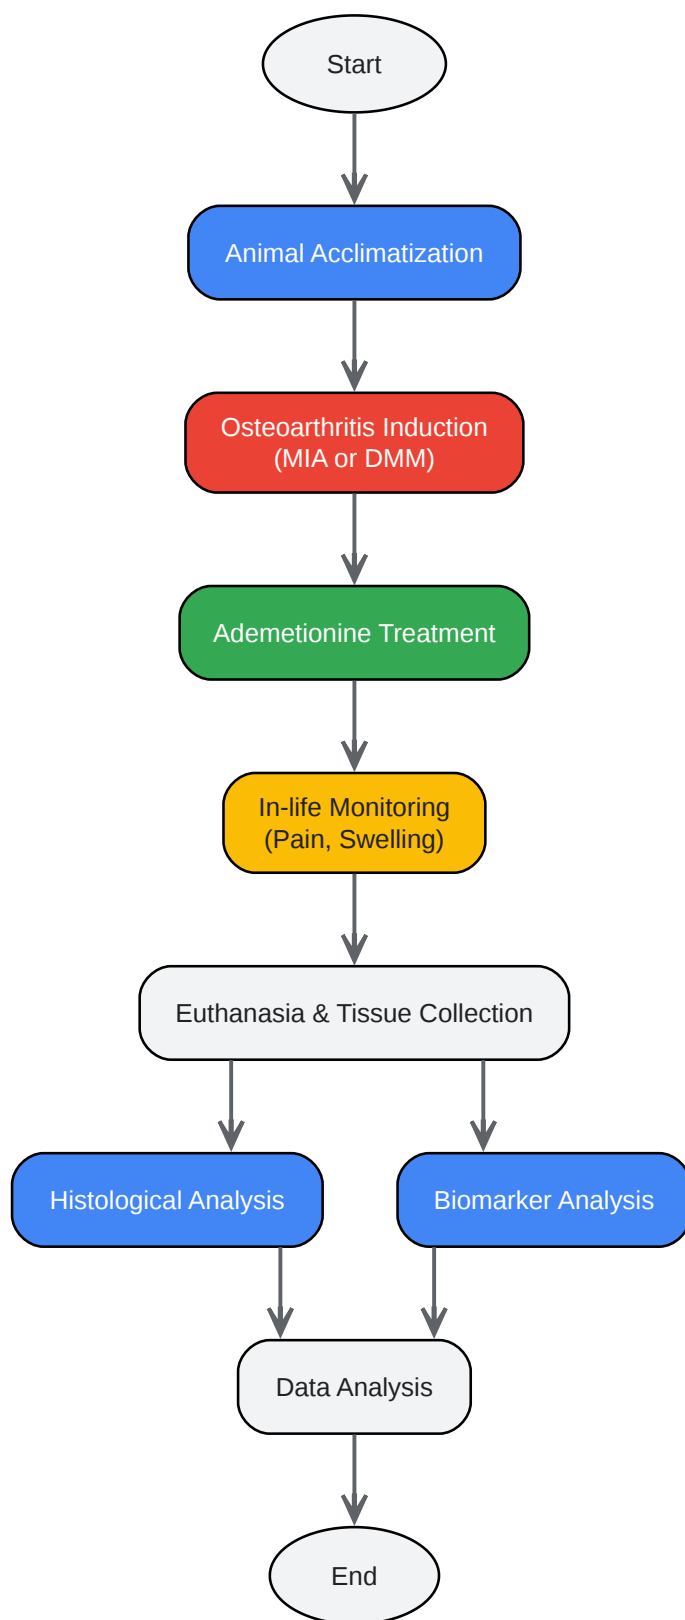 Start
Animal Acclimatization
Osteoarthritis Induction
(MIA or DMM)
Ademetionine Treatment
In-life Monitoring
(Pain, Swelling)
Euthanasia & Tissue Collection
Histological Analysis
Biomarker Analysis
Data Analysis
End